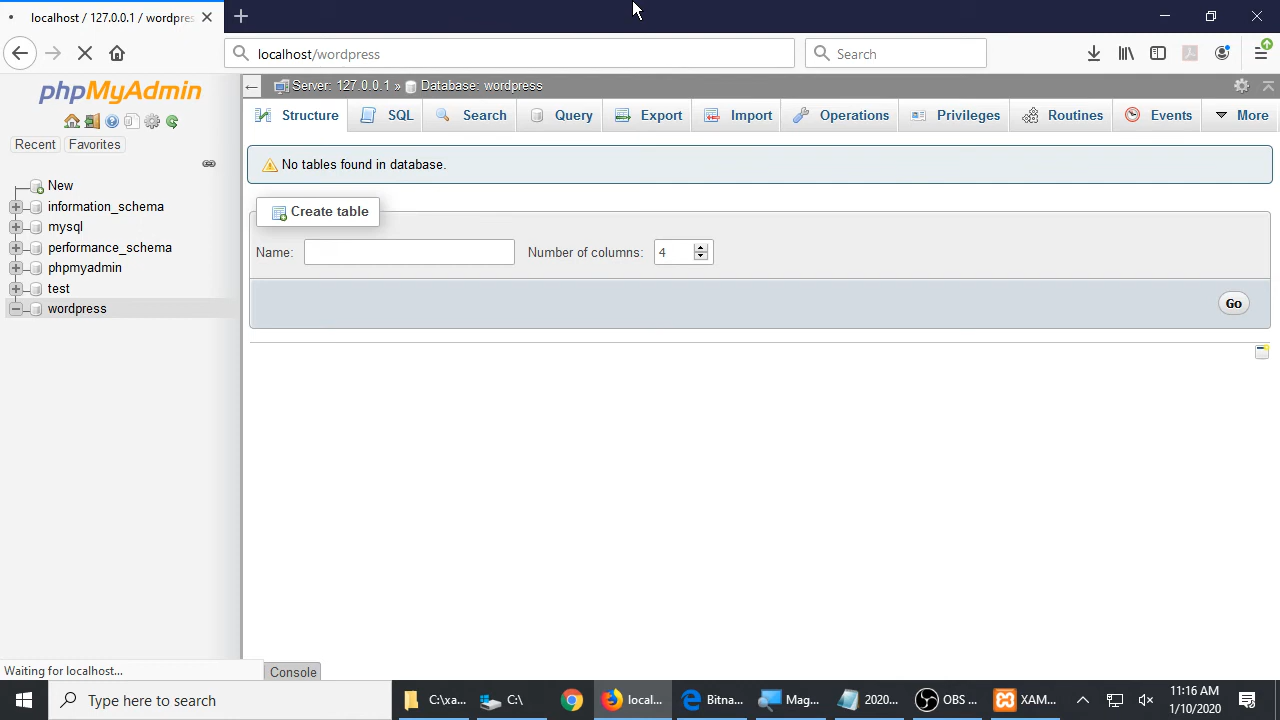 localhost / 127.0.0.1 / wordpres
localhost/wordpress
Search
phpMyAdmin
Server: 127.0.0.1 » Database: wordpress
Structure SQL Search Query Export Import Operations Privileges Routines Events More
Recent Favorites
No tables found in database.
New
information_schema
mysql
performance_schema
phpmyadmin
test
wordpress
Create table
Name: Number of columns: 4
Go
Waiting for localhost...
Console
Type here to search
C:\xa...
C:\
local...
Bitna...
Mag...
2020...
OBS ...
XAM...
11:16 AM
1/10/2020